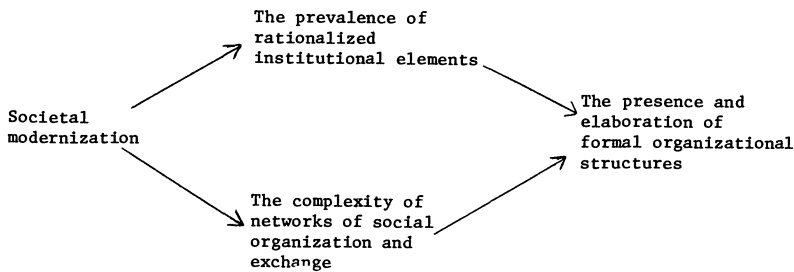 The prevalence of
rationalized
institutional elements
Societal
modernization
The presence and
elaboration of
formal organizational
structures
The complexity of
networks of social
organization and
exchange